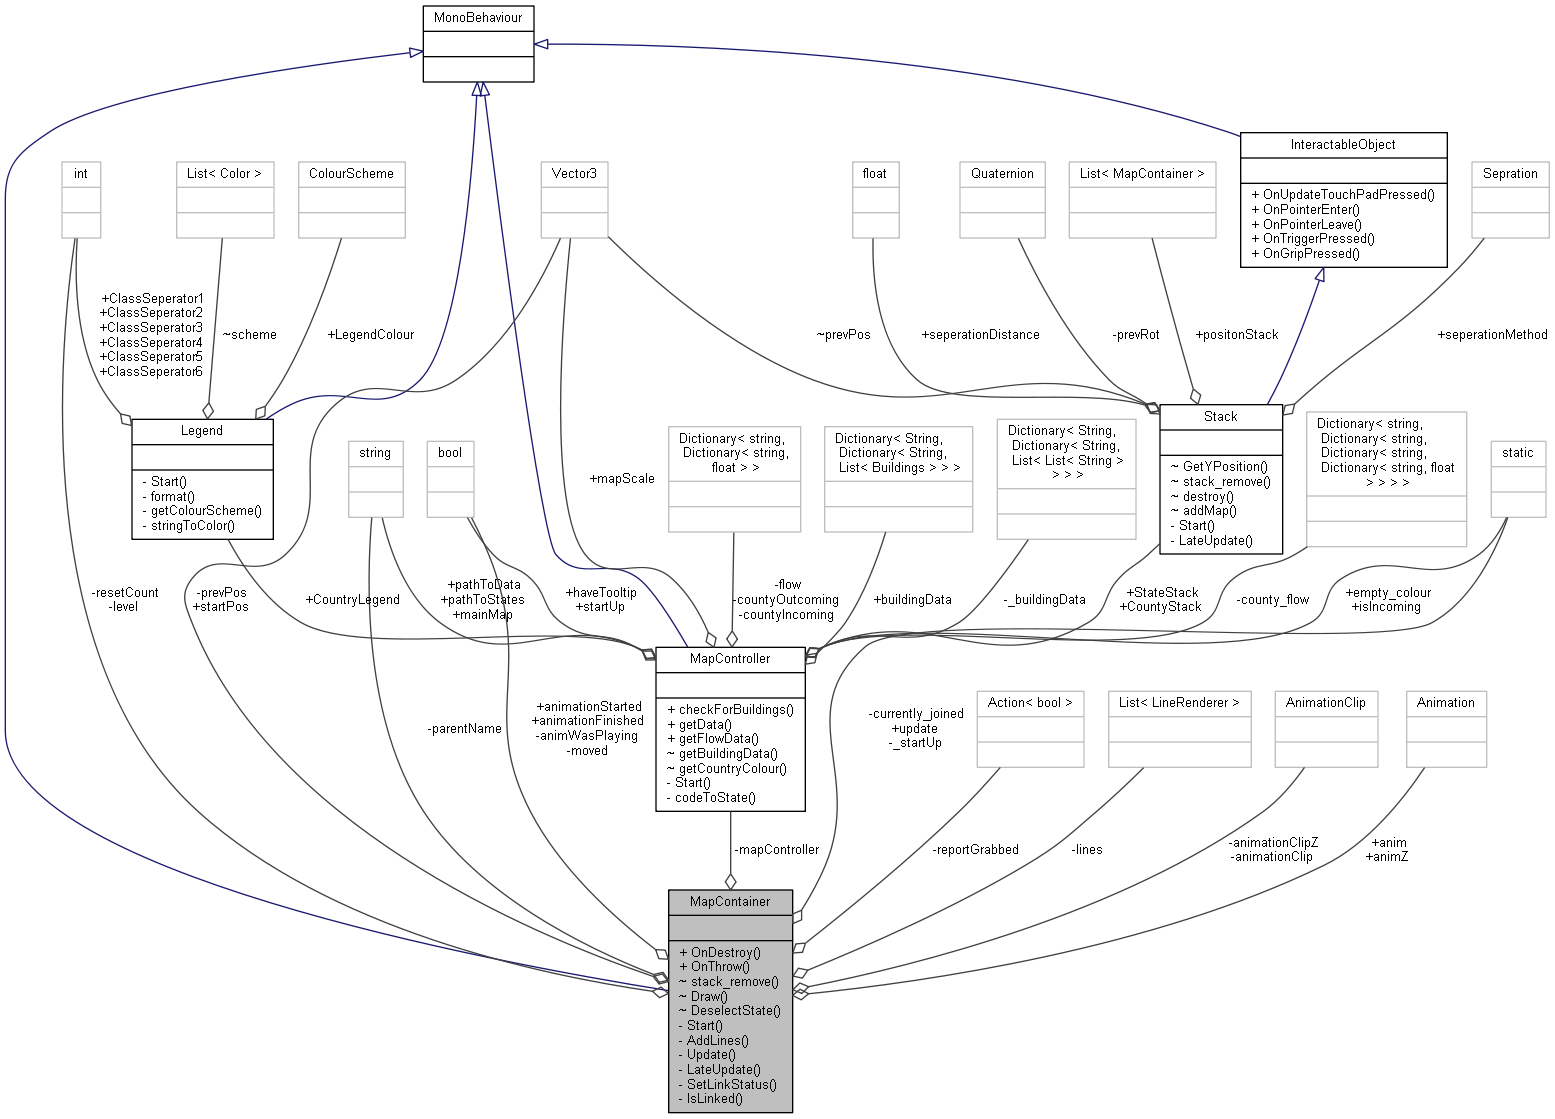 MonoBehaviour
InteractableObject
+ OnUpdateTouchPadPressed()
+ OnPointerEnter()
+ OnPointerLeave()
+ OnTriggerPressed()
+ OnGripPressed()
int
List< Color >
ColourScheme
Vector3
float
Quaternion
List< MapContainer >
Sepration
+ClassSeperator1
+ClassSeperator2
+ClassSeperator3
+ClassSeperator4
+ClassSeperator5
+ClassSeperator6
~scheme
+LegendColour
~prevPos
+seperationDistance
-prevRot
+positonStack
+seperationMethod
Legend
- Start()
- format()
- getColourScheme()
- stringToColor()
string
bool
+mapScale
Dictionary< string,
Dictionary< string,
float > >
Dictionary< String,
Dictionary< String,
List< Buildings > > >
Dictionary< String,
Dictionary< String,
List< List< String >
> > >
Stack
~ GetYPosition()
~ stack_remove()
~ destroy()
~ addMap()
- Start()
- LateUpdate()
Dictionary< string,
Dictionary< string,
Dictionary< string,
Dictionary< string, float
> > > >
static
-resetCount
-level
-prevPos
+startPos
+CountryLegend
+pathToData
+pathToStates
+mainMap
+haveTooltip
+startUp
-flow
-countyOutcoming
-countyIncoming
+buildingData
-_buildingData
+StateStack
+CountyStack
-county_flow
+empty_colour
+isIncoming
MapController
+ checkForBuildings()
+ getData()
+ getFlowData()
~ getBuildingData()
~ getCountryColour()
- Start()
- codeToState()
-parentName
+animationStarted
+animationFinished
-animWasPlaying
-moved
-currently_joined
+update
-_startUp
Action< bool >
List< LineRenderer >
AnimationClip
Animation
-mapController
-reportGrabbed
-lines
-animationClipZ
-animationClip
+anim
+animZ
MapContainer
+ OnDestroy()
+ OnThrow()
~ stack_remove()
~ Draw()
~ DeselectState()
- Start()
- AddLines()
- Update()
- LateUpdate()
- SetLinkStatus()
- IsLinked()